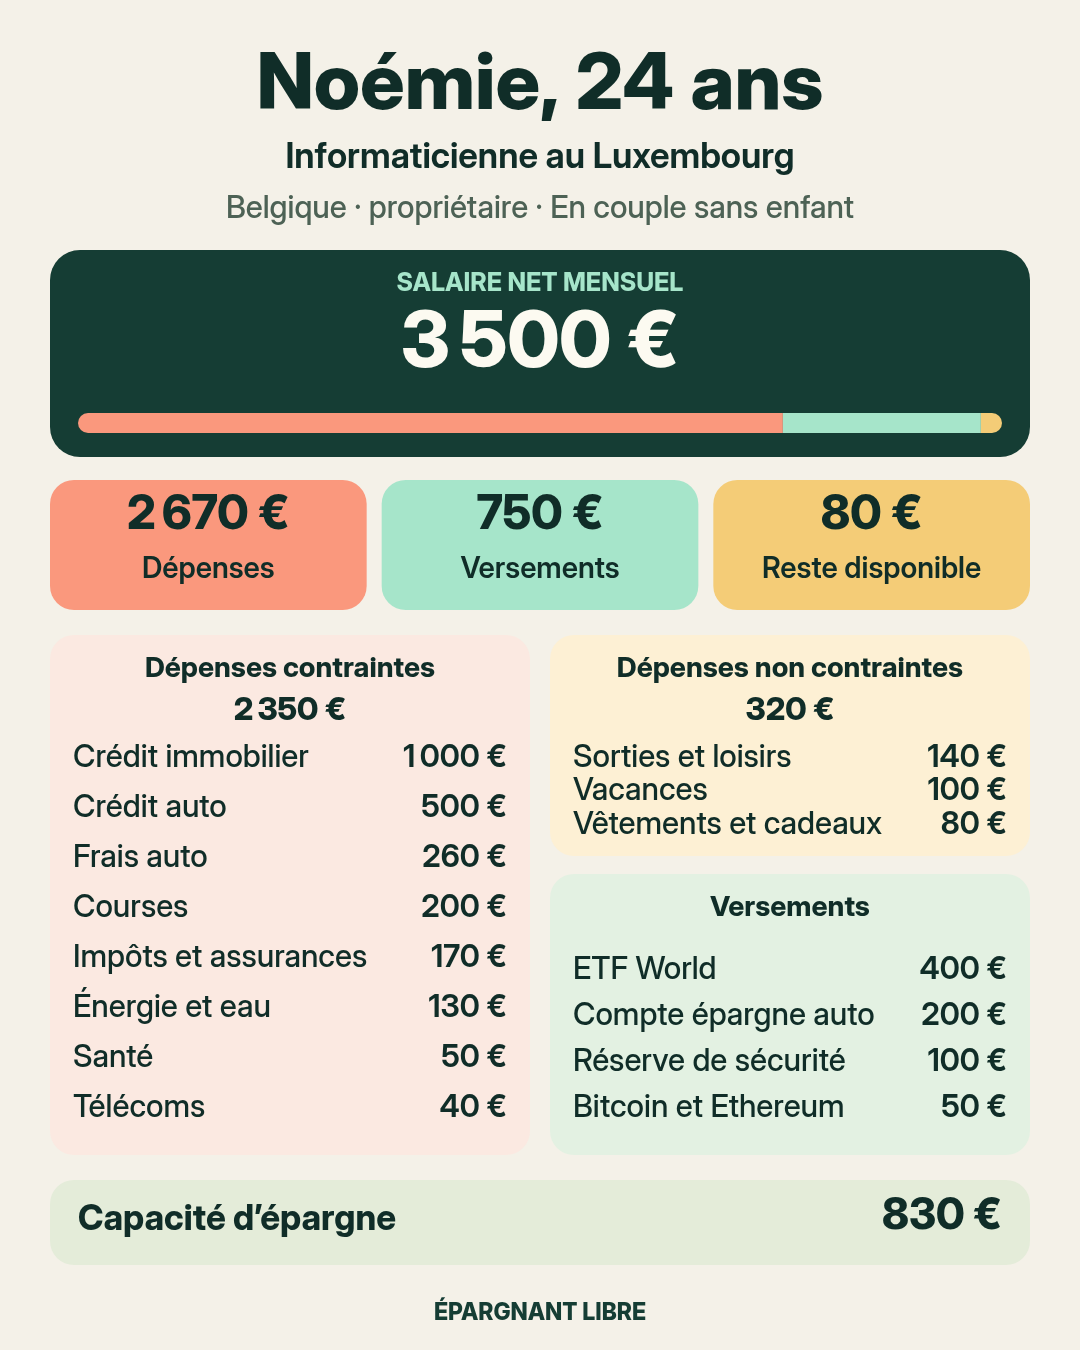 Noémie, 24 ans
Informaticienne au Luxembourg
Belgique · propriétaire · En couple sans enfant
SALAIRE NET MENSUEL
3 500 €
2 670 €
Dépenses
750 €
Versements
80 €
Reste disponible
Dépenses contraintes
2 350 €
Crédit immobilier 1 000 €
Crédit auto 500 €
Frais auto 260 €
Courses 200 €
Impôts et assurances 170 €
Énergie et eau 130 €
Santé 50 €
Télécoms 40 €
Dépenses non contraintes
320 €
Sorties et loisirs 140 €
Vacances 100 €
Vêtements et cadeaux 80 €
Versements
ETF World 400 €
Compte épargne auto 200 €
Réserve de sécurité 100 €
Bitcoin et Ethereum 50 €
Capacité d’épargne 830 €
ÉPARGNANT LIBRE